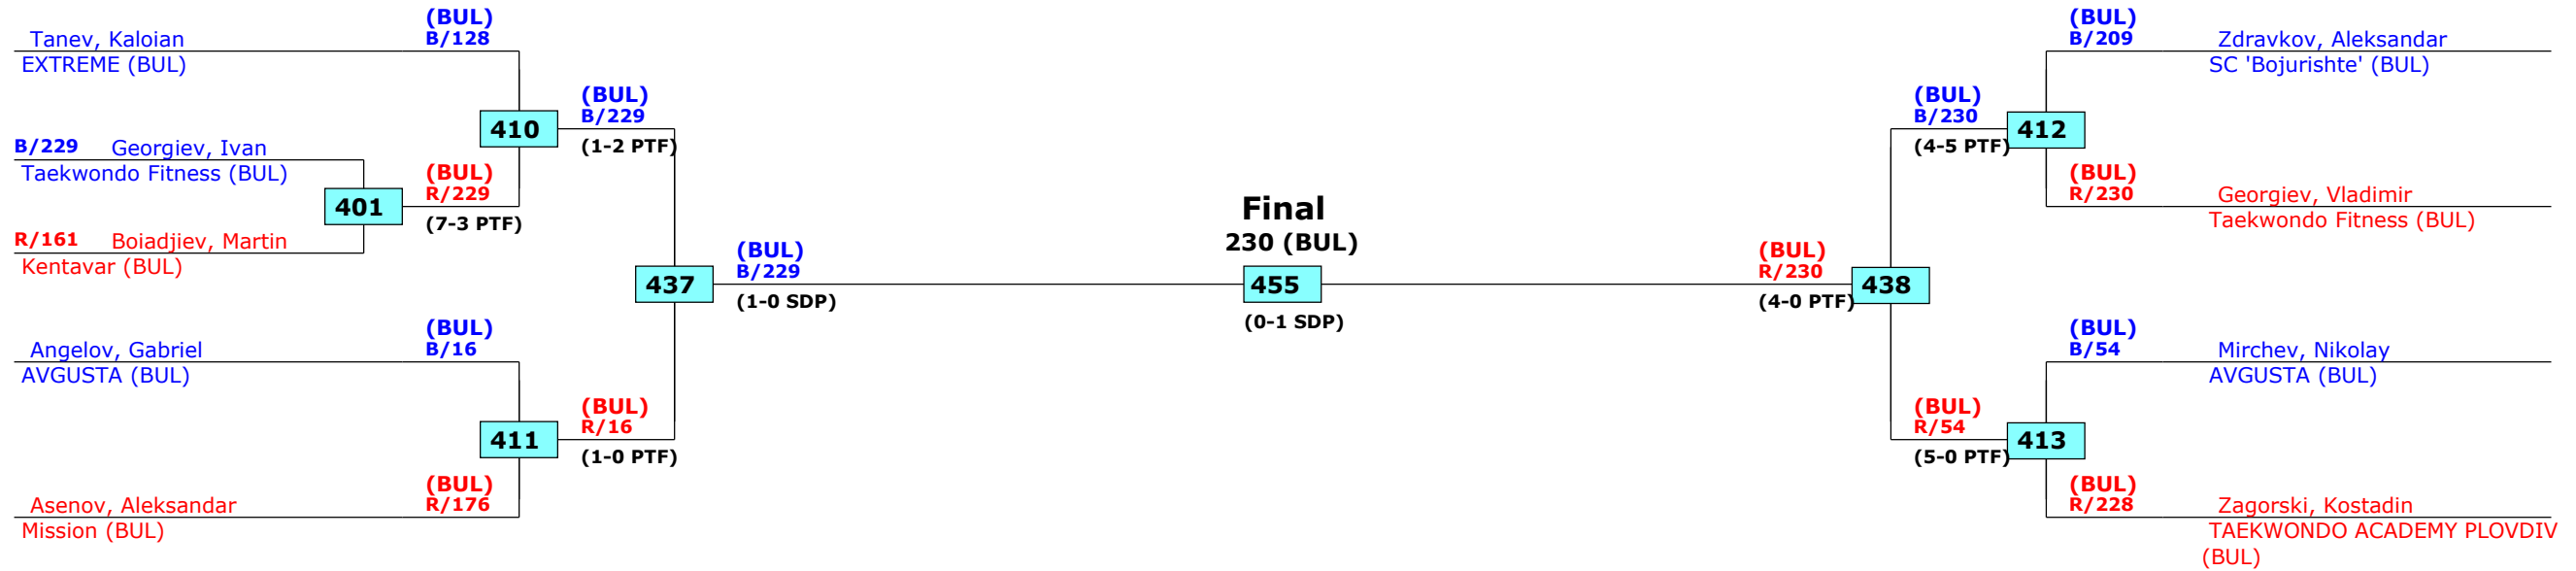 (BUL)
B/128
Tanev, Kaloian
EXTREME (BUL)
B/229 Georgiev, Ivan
Taekwondo Fitness (BUL)
R/161 Boiadjiev, Martin
Kentavar (BUL)
401
(BUL)
R/229
(7-3 PTF)
410
(BUL)
B/229
(1-2 PTF)
(BUL)
B/16
Angelov, Gabriel
AVGUSTA (BUL)
(BUL)
R/176
Asenov, Aleksandar
Mission (BUL)
411
(BUL)
R/16
(1-0 PTF)
437
(BUL)
B/229
(1-0 SDP)
Final
230 (BUL)
455
(0-1 SDP)
(BUL)
R/230
(4-0 PTF)
438
(BUL)
B/230
(4-5 PTF)
412
(BUL)
B/209
Zdravkov, Aleksandar
SC 'Bojurishte' (BUL)
(BUL)
R/230
Georgiev, Vladimir
Taekwondo Fitness (BUL)
(BUL)
R/54
(5-0 PTF)
413
(BUL)
B/54
Mirchev, Nikolay
AVGUSTA (BUL)
(BUL)
R/228
Zagorski, Kostadin
TAEKWONDO ACADEMY PLOVDIV
(BUL)